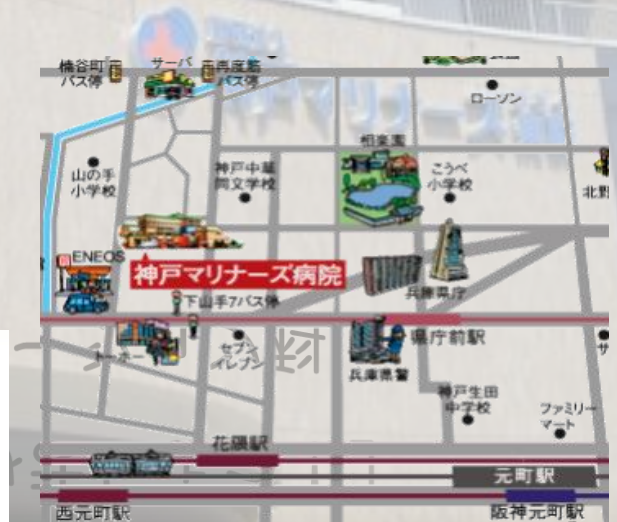 楠谷町
バス停
サーバ
再度筋
バス停
ローソン
相楽園
山の手
小学校
神戸中華
同文学校
こうべ
小学校
北野
ENEOS
神戸マリナーズ病院
兵庫県庁
下山手7バス停
県庁前駅
トーホー
セブン
イレブン
兵庫県警
神戸生田
中学校
ファミリー
マート
花隈駅
元町駅
西元町駅
阪神元町駅